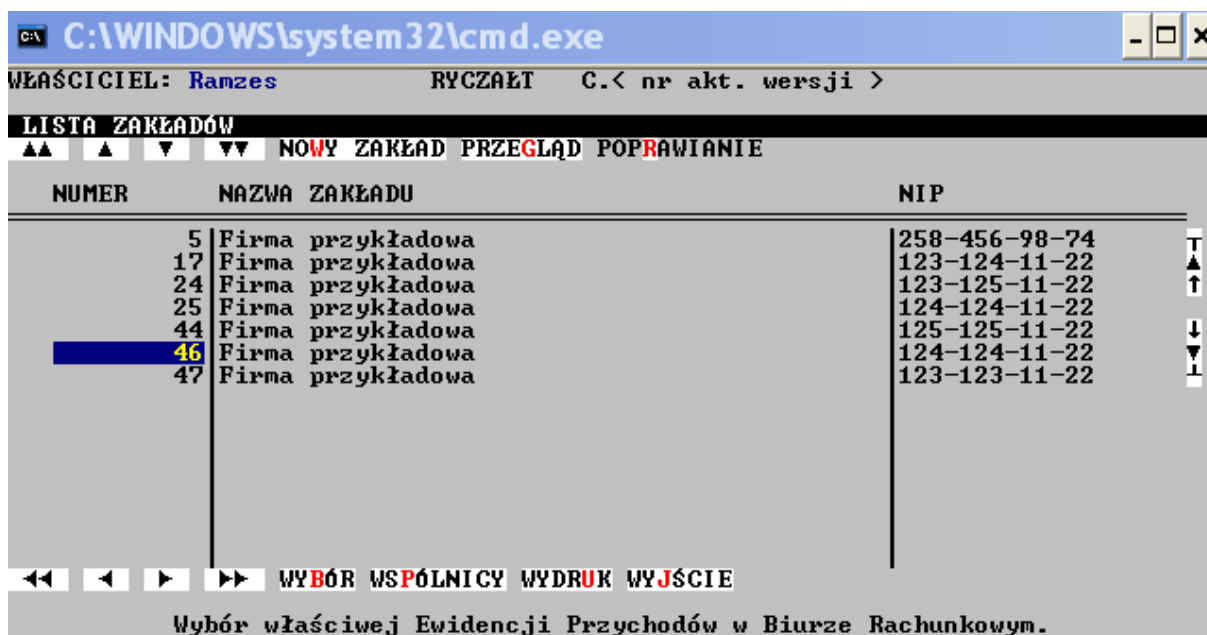 C:\WINDOWS\system32\cmd.exe
WŁAŚCICIEL: Ramzes RYCZAŁT C.< nr akt. wersji >
LISTA ZAKŁADÓW
NOWY ZAKŁAD PRZEGLĄD POPRAWIANIE
NUMER NAZWA ZAKŁADU NIP
5 Firma przykładowa 258-456-98-74
17 Firma przykładowa 123-124-11-22
24 Firma przykładowa 123-125-11-22
25 Firma przykładowa 124-124-11-22
44 Firma przykładowa 125-125-11-22
46 Firma przykładowa 124-124-11-22
47 Firma przykładowa 123-123-11-22
WYBÓR WSPÓLNICY WYDRUK WYJŚCIE
Wybór właściwej Ewidencji Przychodów w Biurze Rachunkowym.